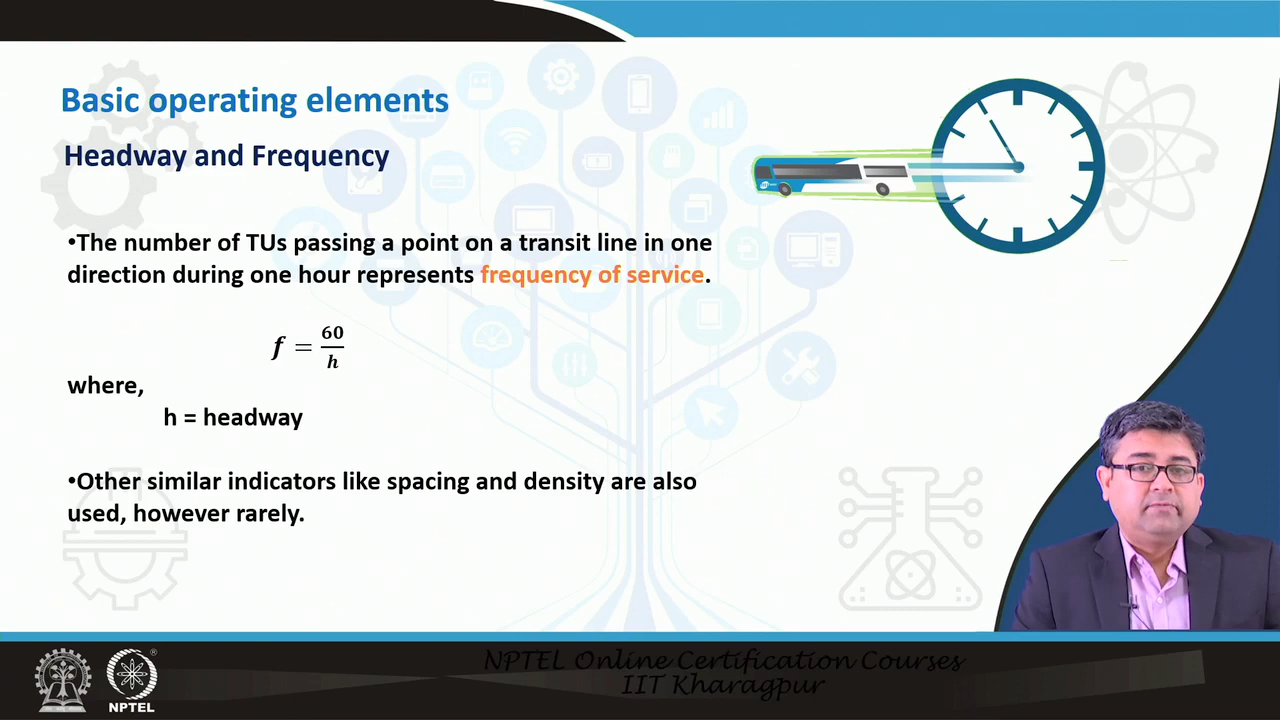 Basic operating elements
Headway and Frequency
•The number of TUs passing a point on a transit line in one
direction during one hour represents frequency of service.
f = 60/h
where,
h = headway
•Other similar indicators like spacing and density are also
used, however rarely.
NPTEL Online Certification Courses
IIT Kharagpur
NPTEL